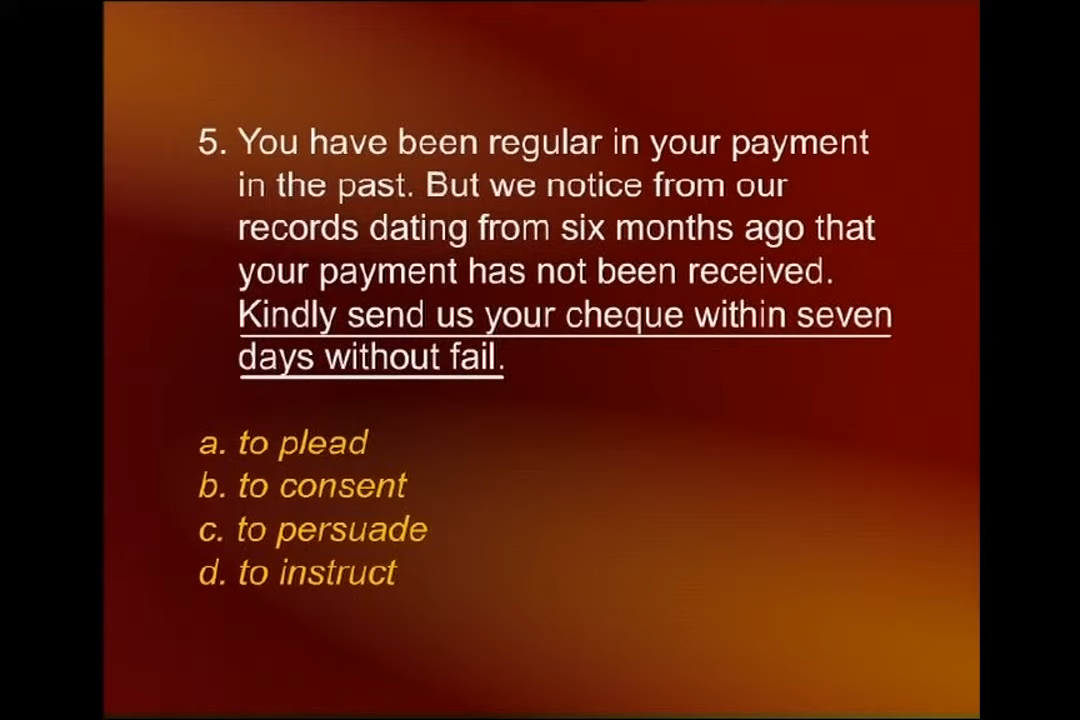 5. You have been regular in your payment
in the past. But we notice from our
records dating from six months ago that
your payment has not been received.
Kindly send us your cheque within seven
days without fail.
a. to plead
b. to consent
c. to persuade
d. to instruct